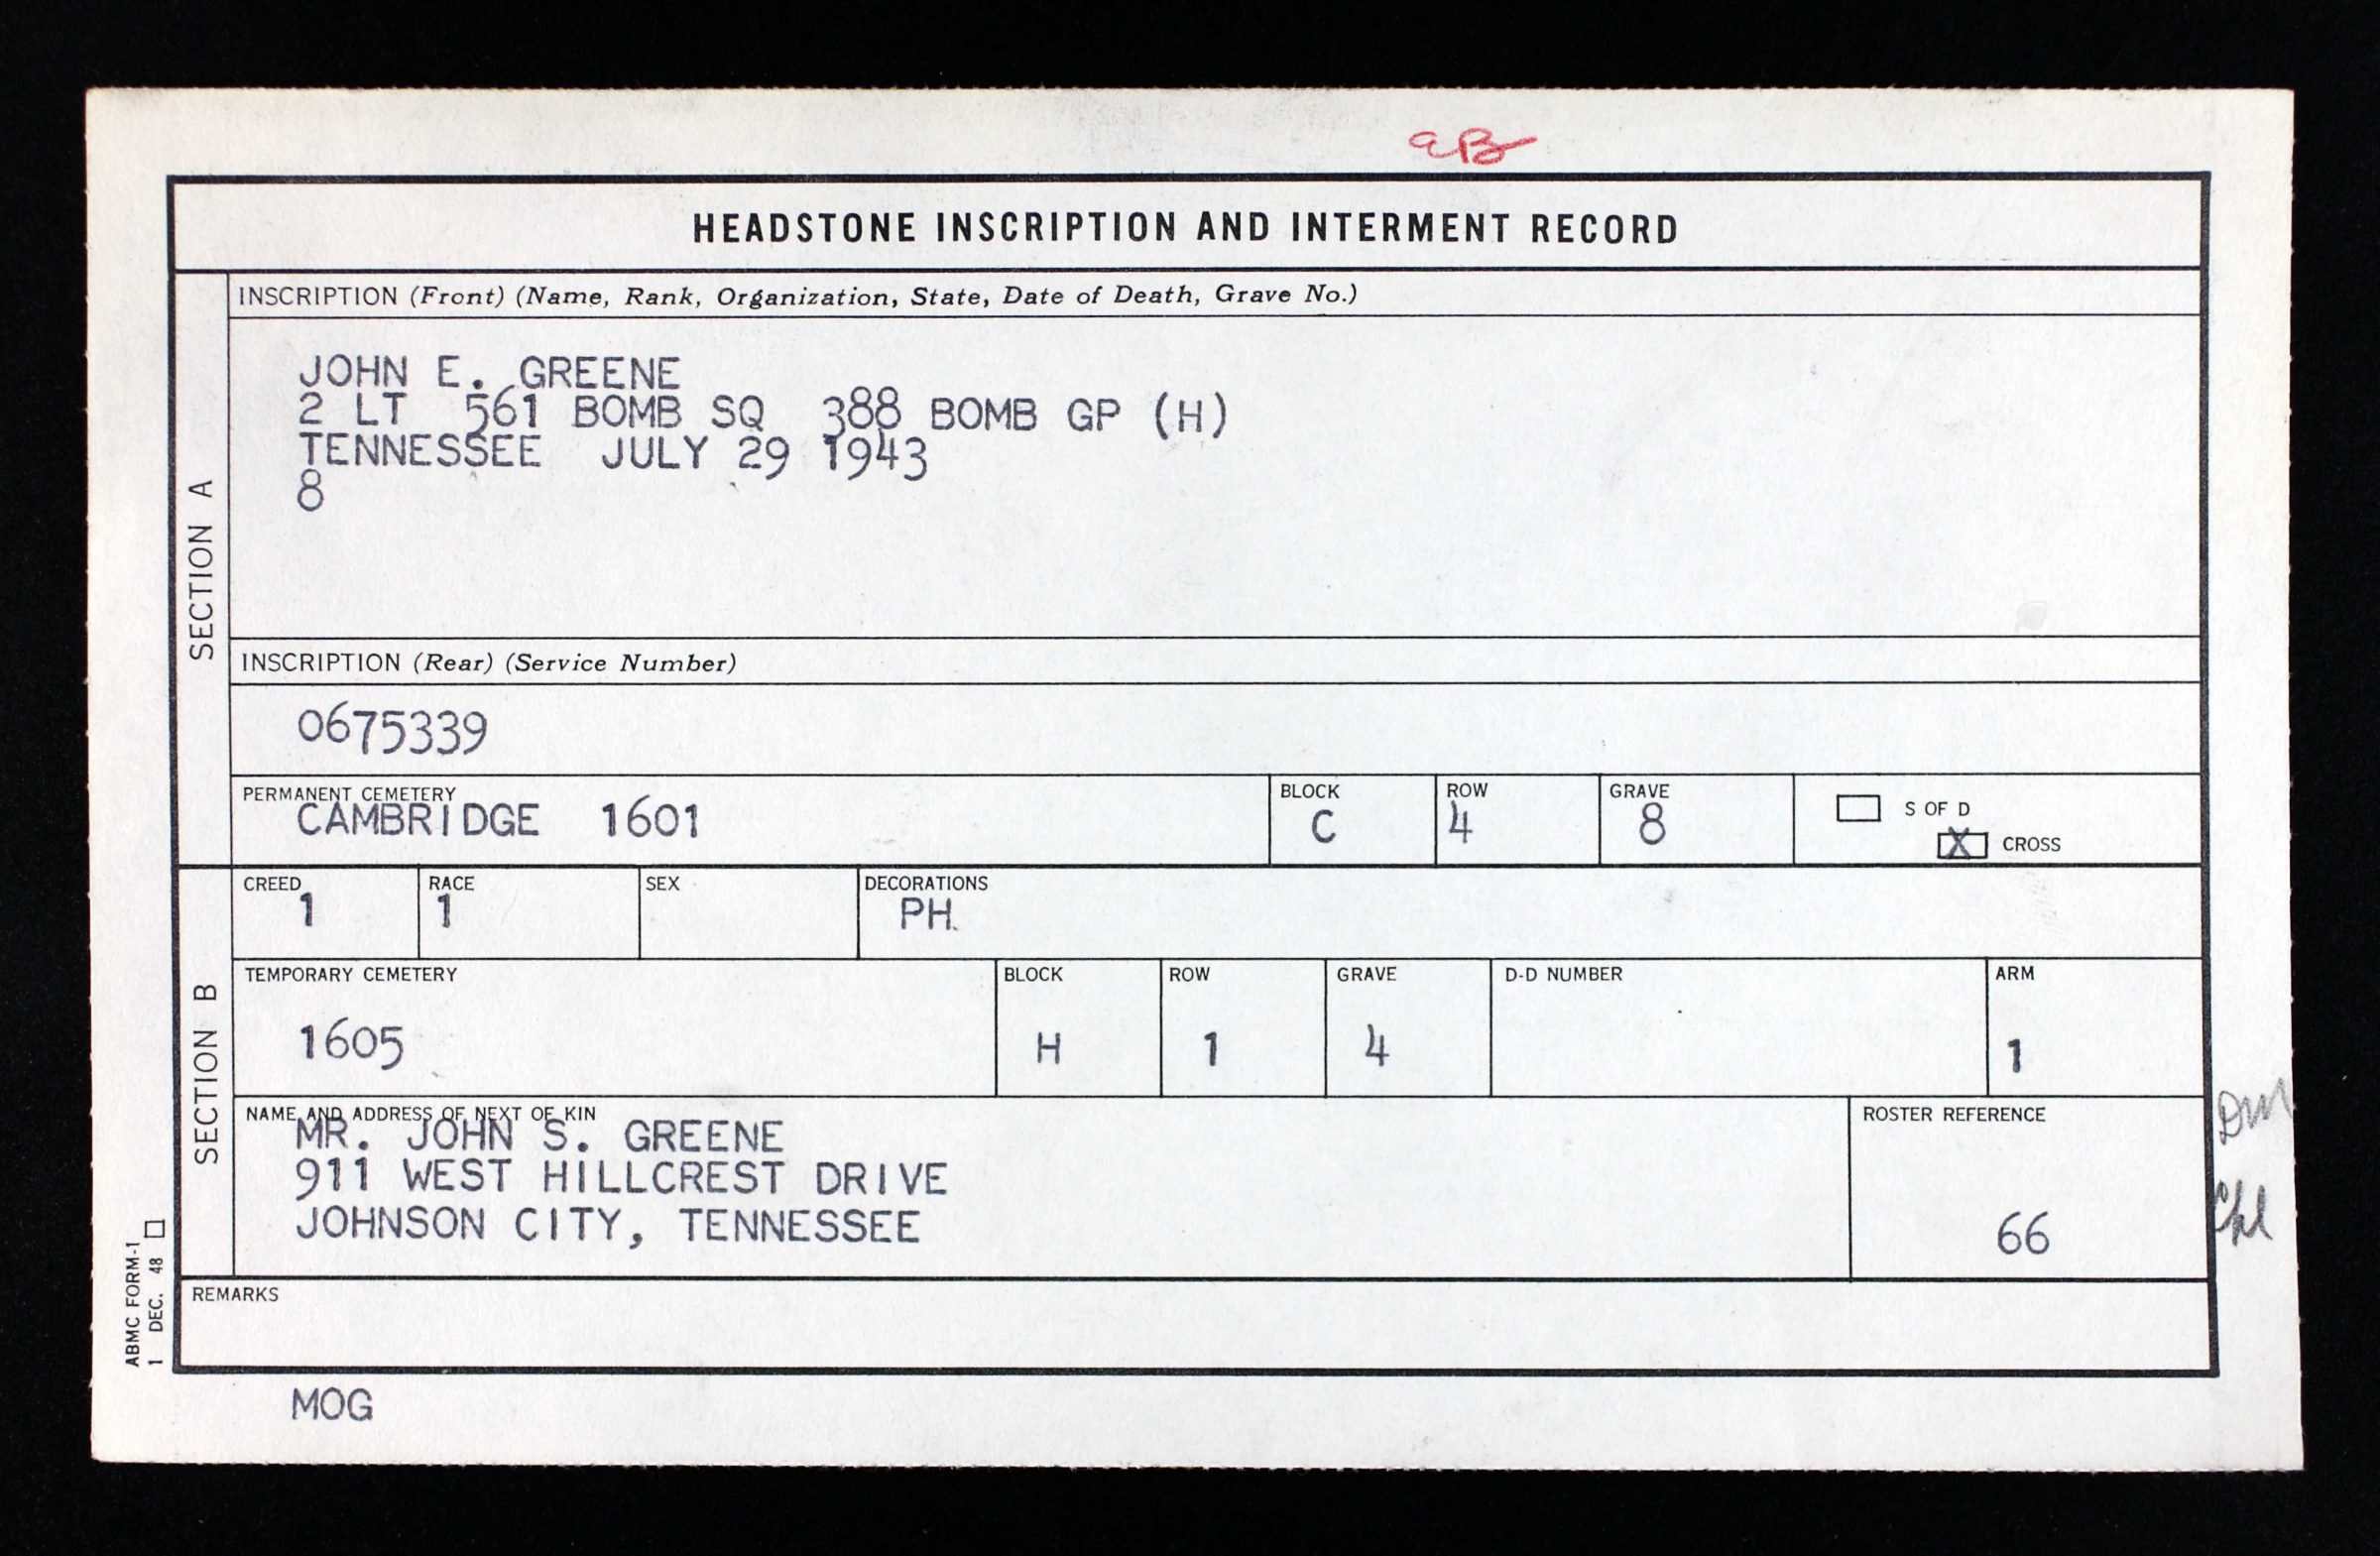 HEADSTONE INSCRIPTION AND INTERMENT RECORD
SECTION A
INSCRIPTION (Front) (Name, Rank, Organization, State, Date of Death, Grave No.)
JOHN E. GREENE
2 LT 561 BOMB SQ 388 BOMB GP (H)
TENNESSEE JULY 29 1943
8
INSCRIPTION (Rear) (Service Number)
0675339
PERMANENT CEMETERY BLOCK ROW GRAVE
CAMBRIDGE 1601 C 4 8
S OF D
X CROSS
SECTION B
CREED RACE SEX DECORATIONS
1 1 PH
TEMPORARY CEMETERY BLOCK ROW GRAVE D-D NUMBER ARM
1605 H 1 4 1
NAME AND ADDRESS OF NEXT OF KIN ROSTER REFERENCE
MR. JOHN S. GREENE
911 WEST HILLCREST DRIVE
JOHNSON CITY, TENNESSEE 66
REMARKS
ABMC FORM-1
1 DEC. 48
MOG